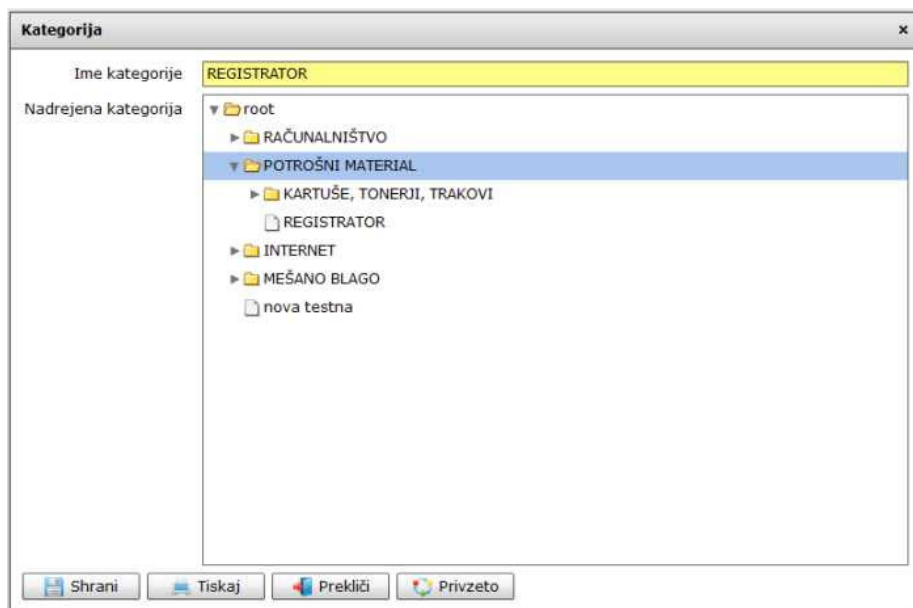 Kategorija
Ime kategorije REGISTRATOR
Nadrejena kategorija root
RAČUNALNIŠTVO
POTROŠNI MATERIAL
KARTUŠE, TONERJI, TRAKOVI
REGISTRATOR
INTERNET
MEŠANO BLAGO
nova testna
Shrani Tiskaj Prekliči Privzeto